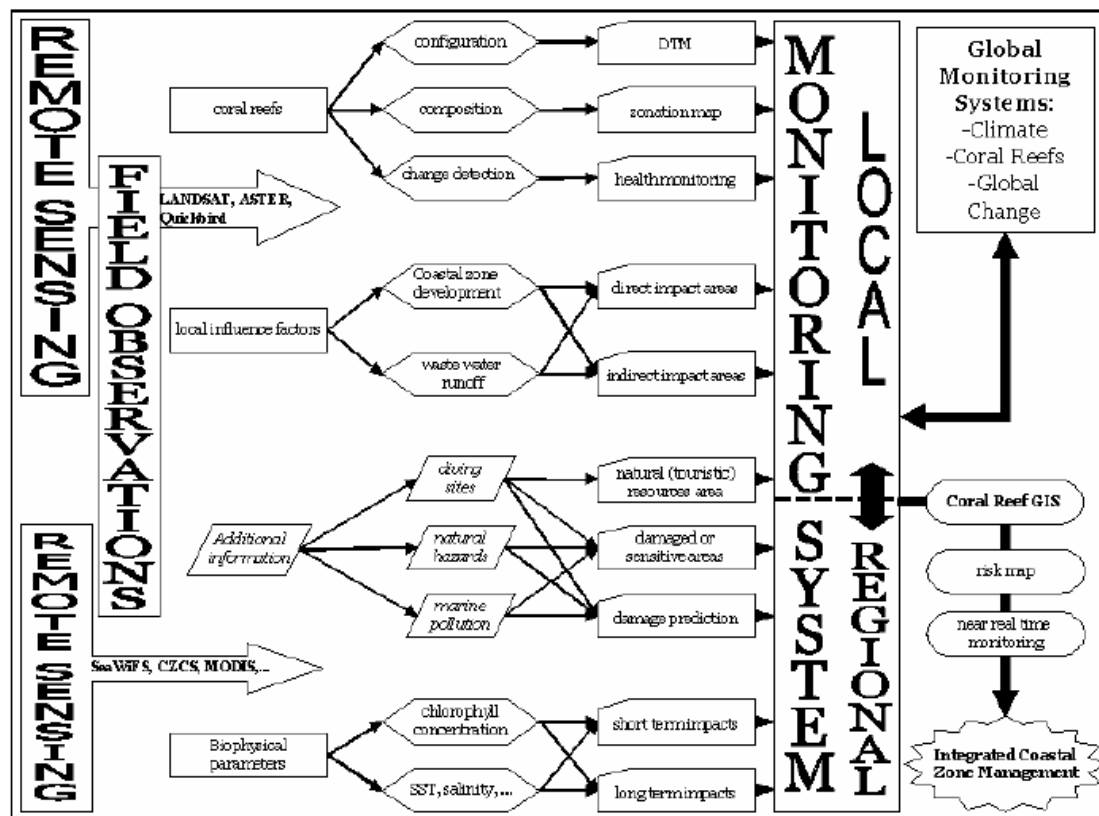 REMOTE SENSING
FIELD OBSERVATIONS
REMOTE SENSING
LANDSAT, ASTER,
Quickbird
SeaWiFS, CZCS, MODIS,...
coral reefs
configuration
composition
change detection
DTM
zonation map
health monitoring
local influence factors
Coastal zone
development
waste water
runoff
direct impact areas
indirect impact areas
Additional
information
diving
sites
natural
hazards
marine
pollution
natural (touristic)
resources area
damaged or
sensitive areas
damage prediction
Biophysical
parameters
chlorophyll
concentration
SST, salinity, ...
short term impacts
long term impacts
MONITORING SYSTEM
LOCAL
REGIONAL
Global
Monitoring
Systems:
-Climate
-Coral Reefs
-Global
Change
Coral Reef GIS
risk map
near real time
monitoring
Integrated Coastal
Zone Management